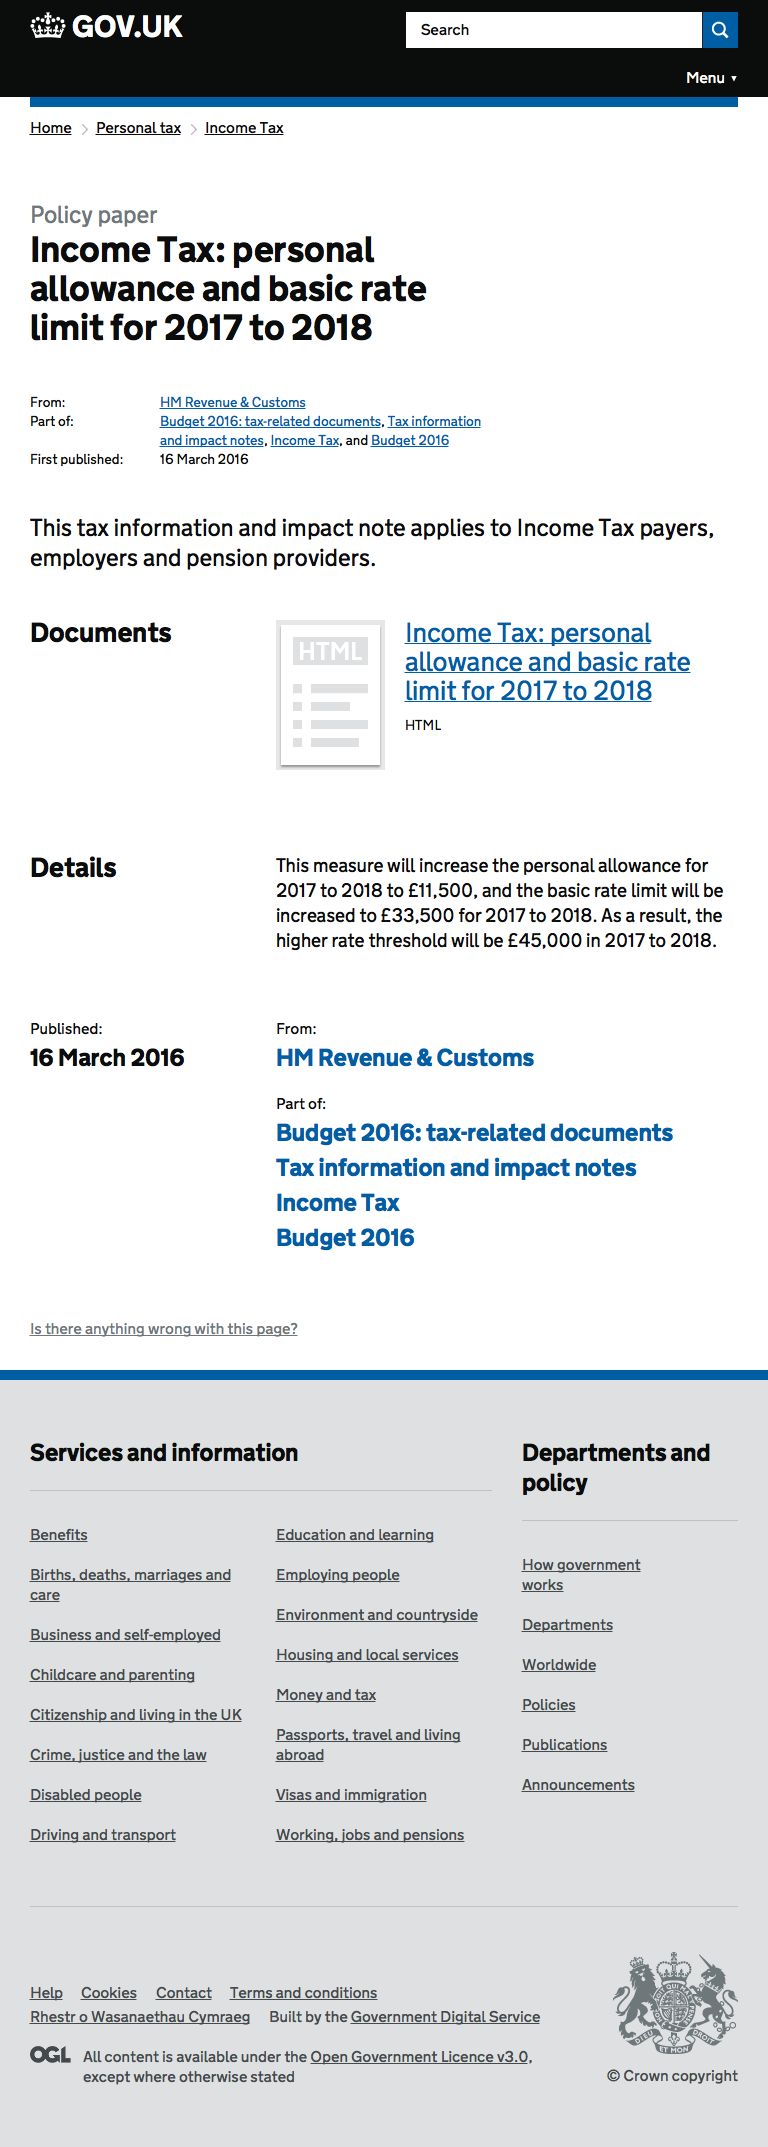 GOV.UK
Search
Menu ▼
Home > Personal tax > Income Tax
Policy paper
Income Tax: personal
allowance and basic rate
limit for 2017 to 2018
From: HM Revenue & Customs
Part of: Budget 2016: tax-related documents, Tax information
and impact notes, Income Tax, and Budget 2016
First published: 16 March 2016
This tax information and impact note applies to Income Tax payers,
employers and pension providers.
Documents
HTML
Income Tax: personal
allowance and basic rate
limit for 2017 to 2018
HTML
Details
This measure will increase the personal allowance for
2017 to 2018 to £11,500, and the basic rate limit will be
increased to £33,500 for 2017 to 2018. As a result, the
higher rate threshold will be £45,000 in 2017 to 2018.
Published:
16 March 2016
From:
HM Revenue & Customs
Part of:
Budget 2016: tax-related documents
Tax information and impact notes
Income Tax
Budget 2016
Is there anything wrong with this page?
Services and information
Benefits
Births, deaths, marriages and
care
Business and self-employed
Childcare and parenting
Citizenship and living in the UK
Crime, justice and the law
Disabled people
Driving and transport
Education and learning
Employing people
Environment and countryside
Housing and local services
Money and tax
Passports, travel and living
abroad
Visas and immigration
Working, jobs and pensions
Departments and
policy
How government
works
Departments
Worldwide
Policies
Publications
Announcements
Help Cookies Contact Terms and conditions
Rhestr o Wasanaethau Cymraeg Built by the Government Digital Service
OGL All content is available under the Open Government Licence v3.0,
except where otherwise stated
DIEU ET MON DROIT
© Crown copyright